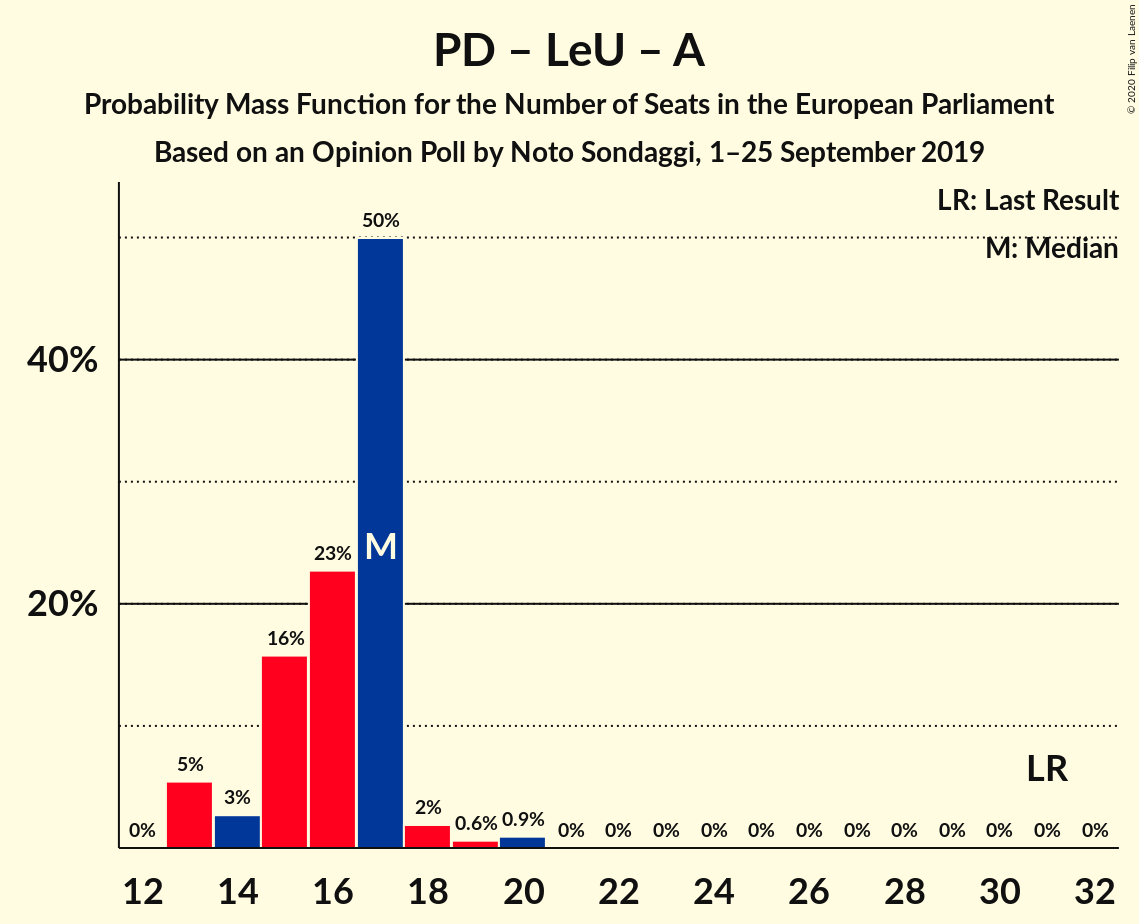 PD – LeU – A
Probability Mass Function for the Number of Seats in the European Parliament
Based on an Opinion Poll by Noto Sondaggi, 1–25 September 2019
© 2020 Filip van Laenen
LR: Last Result
M: Median
40%
20%
0% 5% 3% 16% 23% 50% 2% 0.6% 0.9% 0% 0% 0% 0% 0% 0% 0% 0% 0% 0% 0% 0%
M
LR
12 14 16 18 20 22 24 26 28 30 32